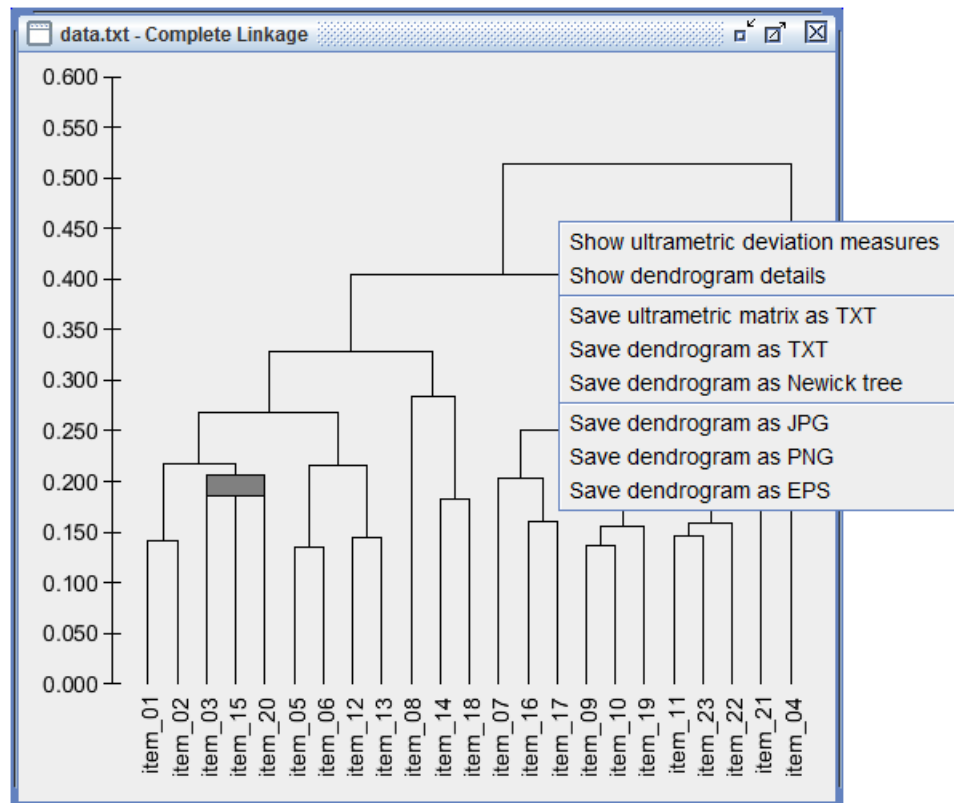 data.txt - Complete Linkage
0.600
0.550
0.500
0.450
0.400
0.350
0.300
0.250
0.200
0.150
0.100
0.050
0.000
Show ultrametric deviation measures
Show dendrogram details
Save ultrametric matrix as TXT
Save dendrogram as TXT
Save dendrogram as Newick tree
Save dendrogram as JPG
Save dendrogram as PNG
Save dendrogram as EPS
item_01
item_02
item_03
item_15
item_20
item_05
item_06
item_12
item_13
item_08
item_14
item_18
item_07
item_16
item_17
item_09
item_10
item_19
item_11
item_23
item_22
item_21
item_04